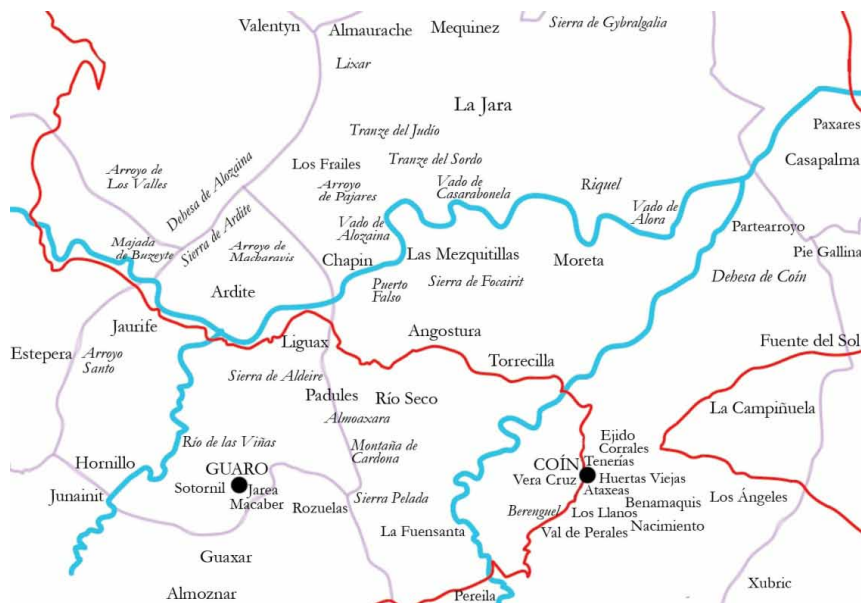 Valentyn
Almaurache
Mequinez
Sierra de Gybralgalia
Lixar
La Jara
Paxares
Tranze del Judío
Casapalma
Los Frailes
Tranze del Sordo
Arroyo de
Los Valles
Dehesa de Alozaina
Arroyo
de Pajares
Vado de
Casarabonela
Riquel
Vado de
Alora
Sierra de Ardite
Vado de
Alozaina
Partearroyo
Majada
de Buzeyte
Arroyo de
Macharavis
Chapin
Las Mezquitillas
Moreta
Pie Gallina
Puerto
Falso
Sierra de Focairit
Dehesa de Coín
Ardite
Jaurife
Liguax
Angostura
Fuente del Sol
Estepera
Arroyo
Santo
Torrecilla
Sierra de Aldeire
Padules
Río Seco
La Campiñuela
Almoaxara
Río de las Viñas
Montaña de
Cardona
Ejido
Corrales
Hornillo
GUARO
COÍN
Tenerías
Junainit
Sotornil
Jarea
Vera Cruz
Huertas Viejas
Macaber
Sierra Pelada
Ataxeas
Los Ángeles
Rozuelas
Berenguel
Los Llanos
Benamaquis
La Fuensanta
Val de Perales
Nacimiento
Guaxar
Almoznar
Pereila
Xubric